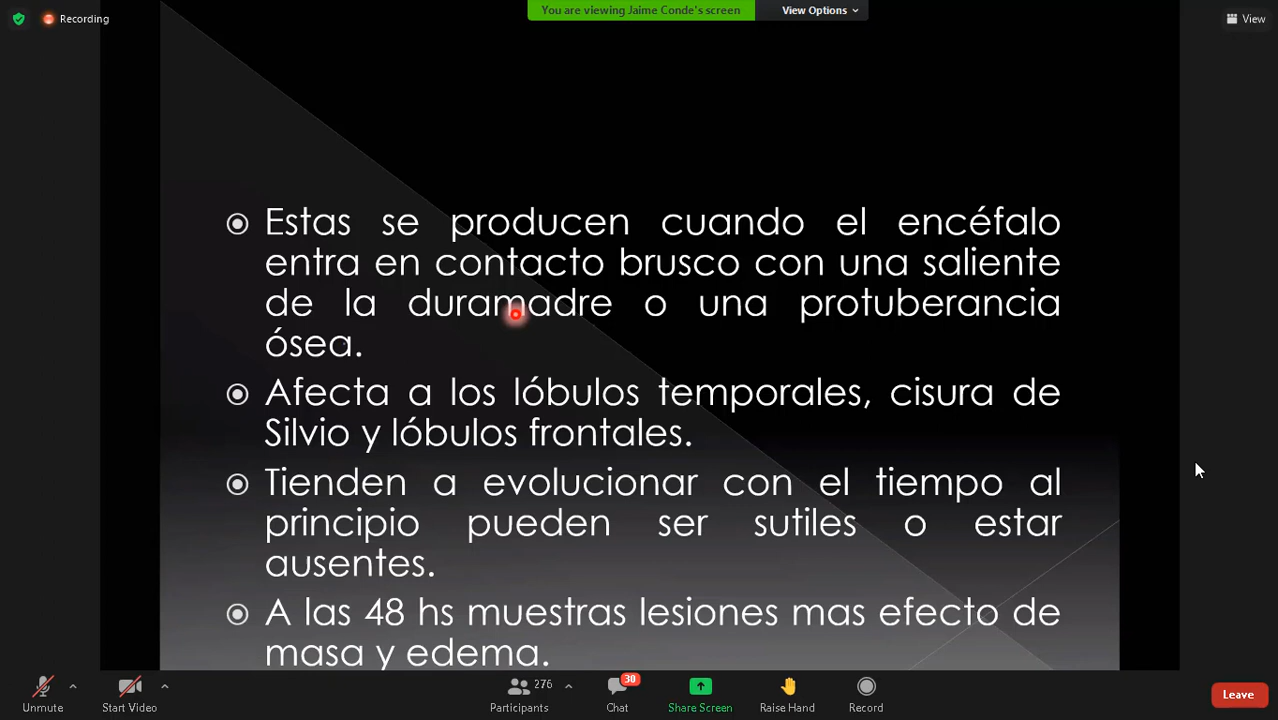 Recording
You are viewing Jaime Conde's screen
View Options
View
Estas se producen cuando el encéfalo
entra en contacto brusco con una saliente
de la duramadre o una protuberancia
ósea.
Afecta a los lóbulos temporales, cisura de
Silvio y lóbulos frontales.
Tienden a evolucionar con el tiempo al
principio pueden ser sutiles o estar
ausentes.
A las 48 hs muestras lesiones mas efecto de
masa y edema.
Unmute
Start Video
276
Participants
30
Chat
Share Screen
Raise Hand
Record
Leave